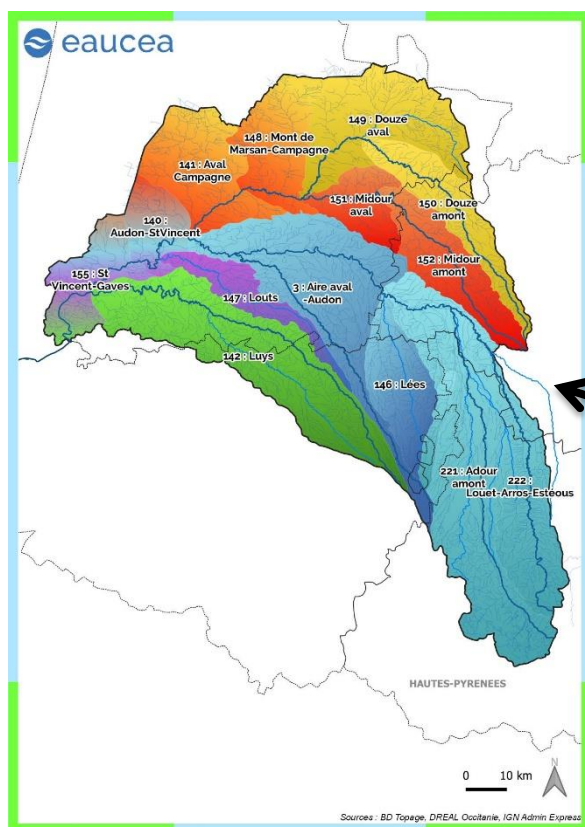 eaucea
149 : Douze
aval
148 : Mont de
Marsan-Campagne
141 : Aval
Campagne
151 : Midour
aval
150 : Douze
amont
140 :
Audon-StVincent
152 : Midour
amont
155 : St
Vincent-Gaves
3 : Aire aval
-Audon
147 : Louts
142 : Luys
146 : Lées
221 : Adour
amont
222 :
Louet-Arros-Estéous
HAUTES-PYRENEES
N
0 10 km
Sources : BD Topage, DREAL Occitanie, IGN Admin Express